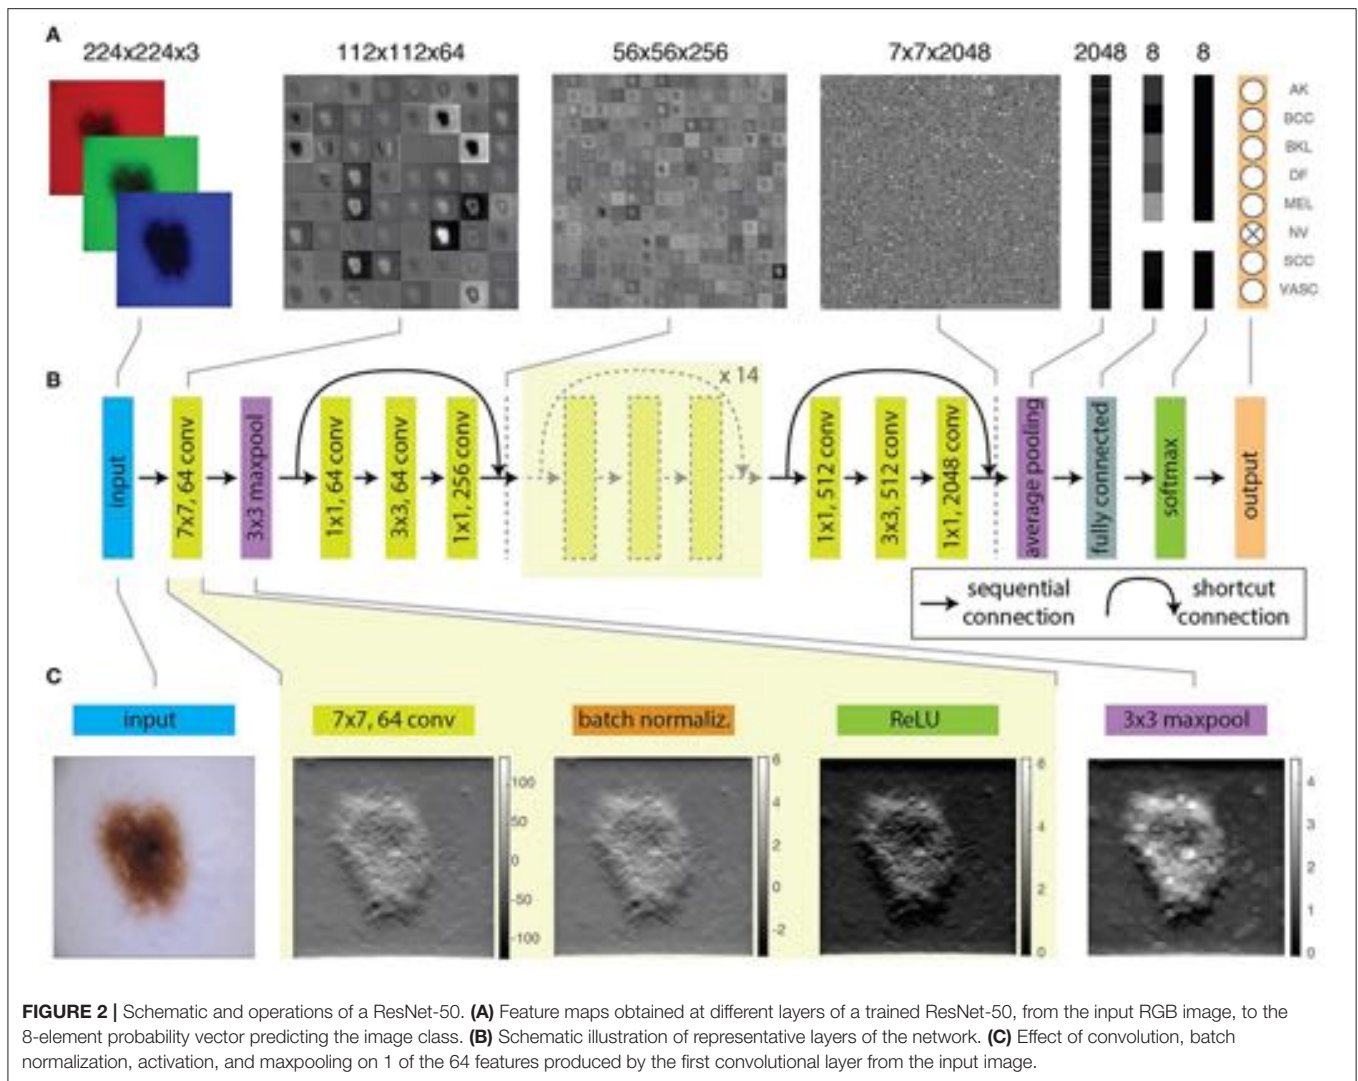 A
224x224x3 112x112x64 56x56x256 7x7x2048 2048 8 8
AK
BCC
BKL
DF
MEL
NV
SCC
VASC
B
x 14
input
7x7, 64 conv
3x3 maxpool
1x1, 64 conv
3x3, 64 conv
1x1, 256 conv
1x1, 512 conv
3x3, 512 conv
1x1, 2048 conv
average pooling
fully connected
softmax
output
sequential connection
shortcut connection
C
input
7x7, 64 conv
batch normaliz.
ReLU
3x3 maxpool
100
50
0
-50
-100
6
4
2
0
-2
6
4
2
0
4
3
2
1
0
FIGURE 2 | Schematic and operations of a ResNet-50. (A) Feature maps obtained at different layers of a trained ResNet-50, from the input RGB image, to the
8-element probability vector predicting the image class. (B) Schematic illustration of representative layers of the network. (C) Effect of convolution, batch
normalization, activation, and maxpooling on 1 of the 64 features produced by the first convolutional layer from the input image.